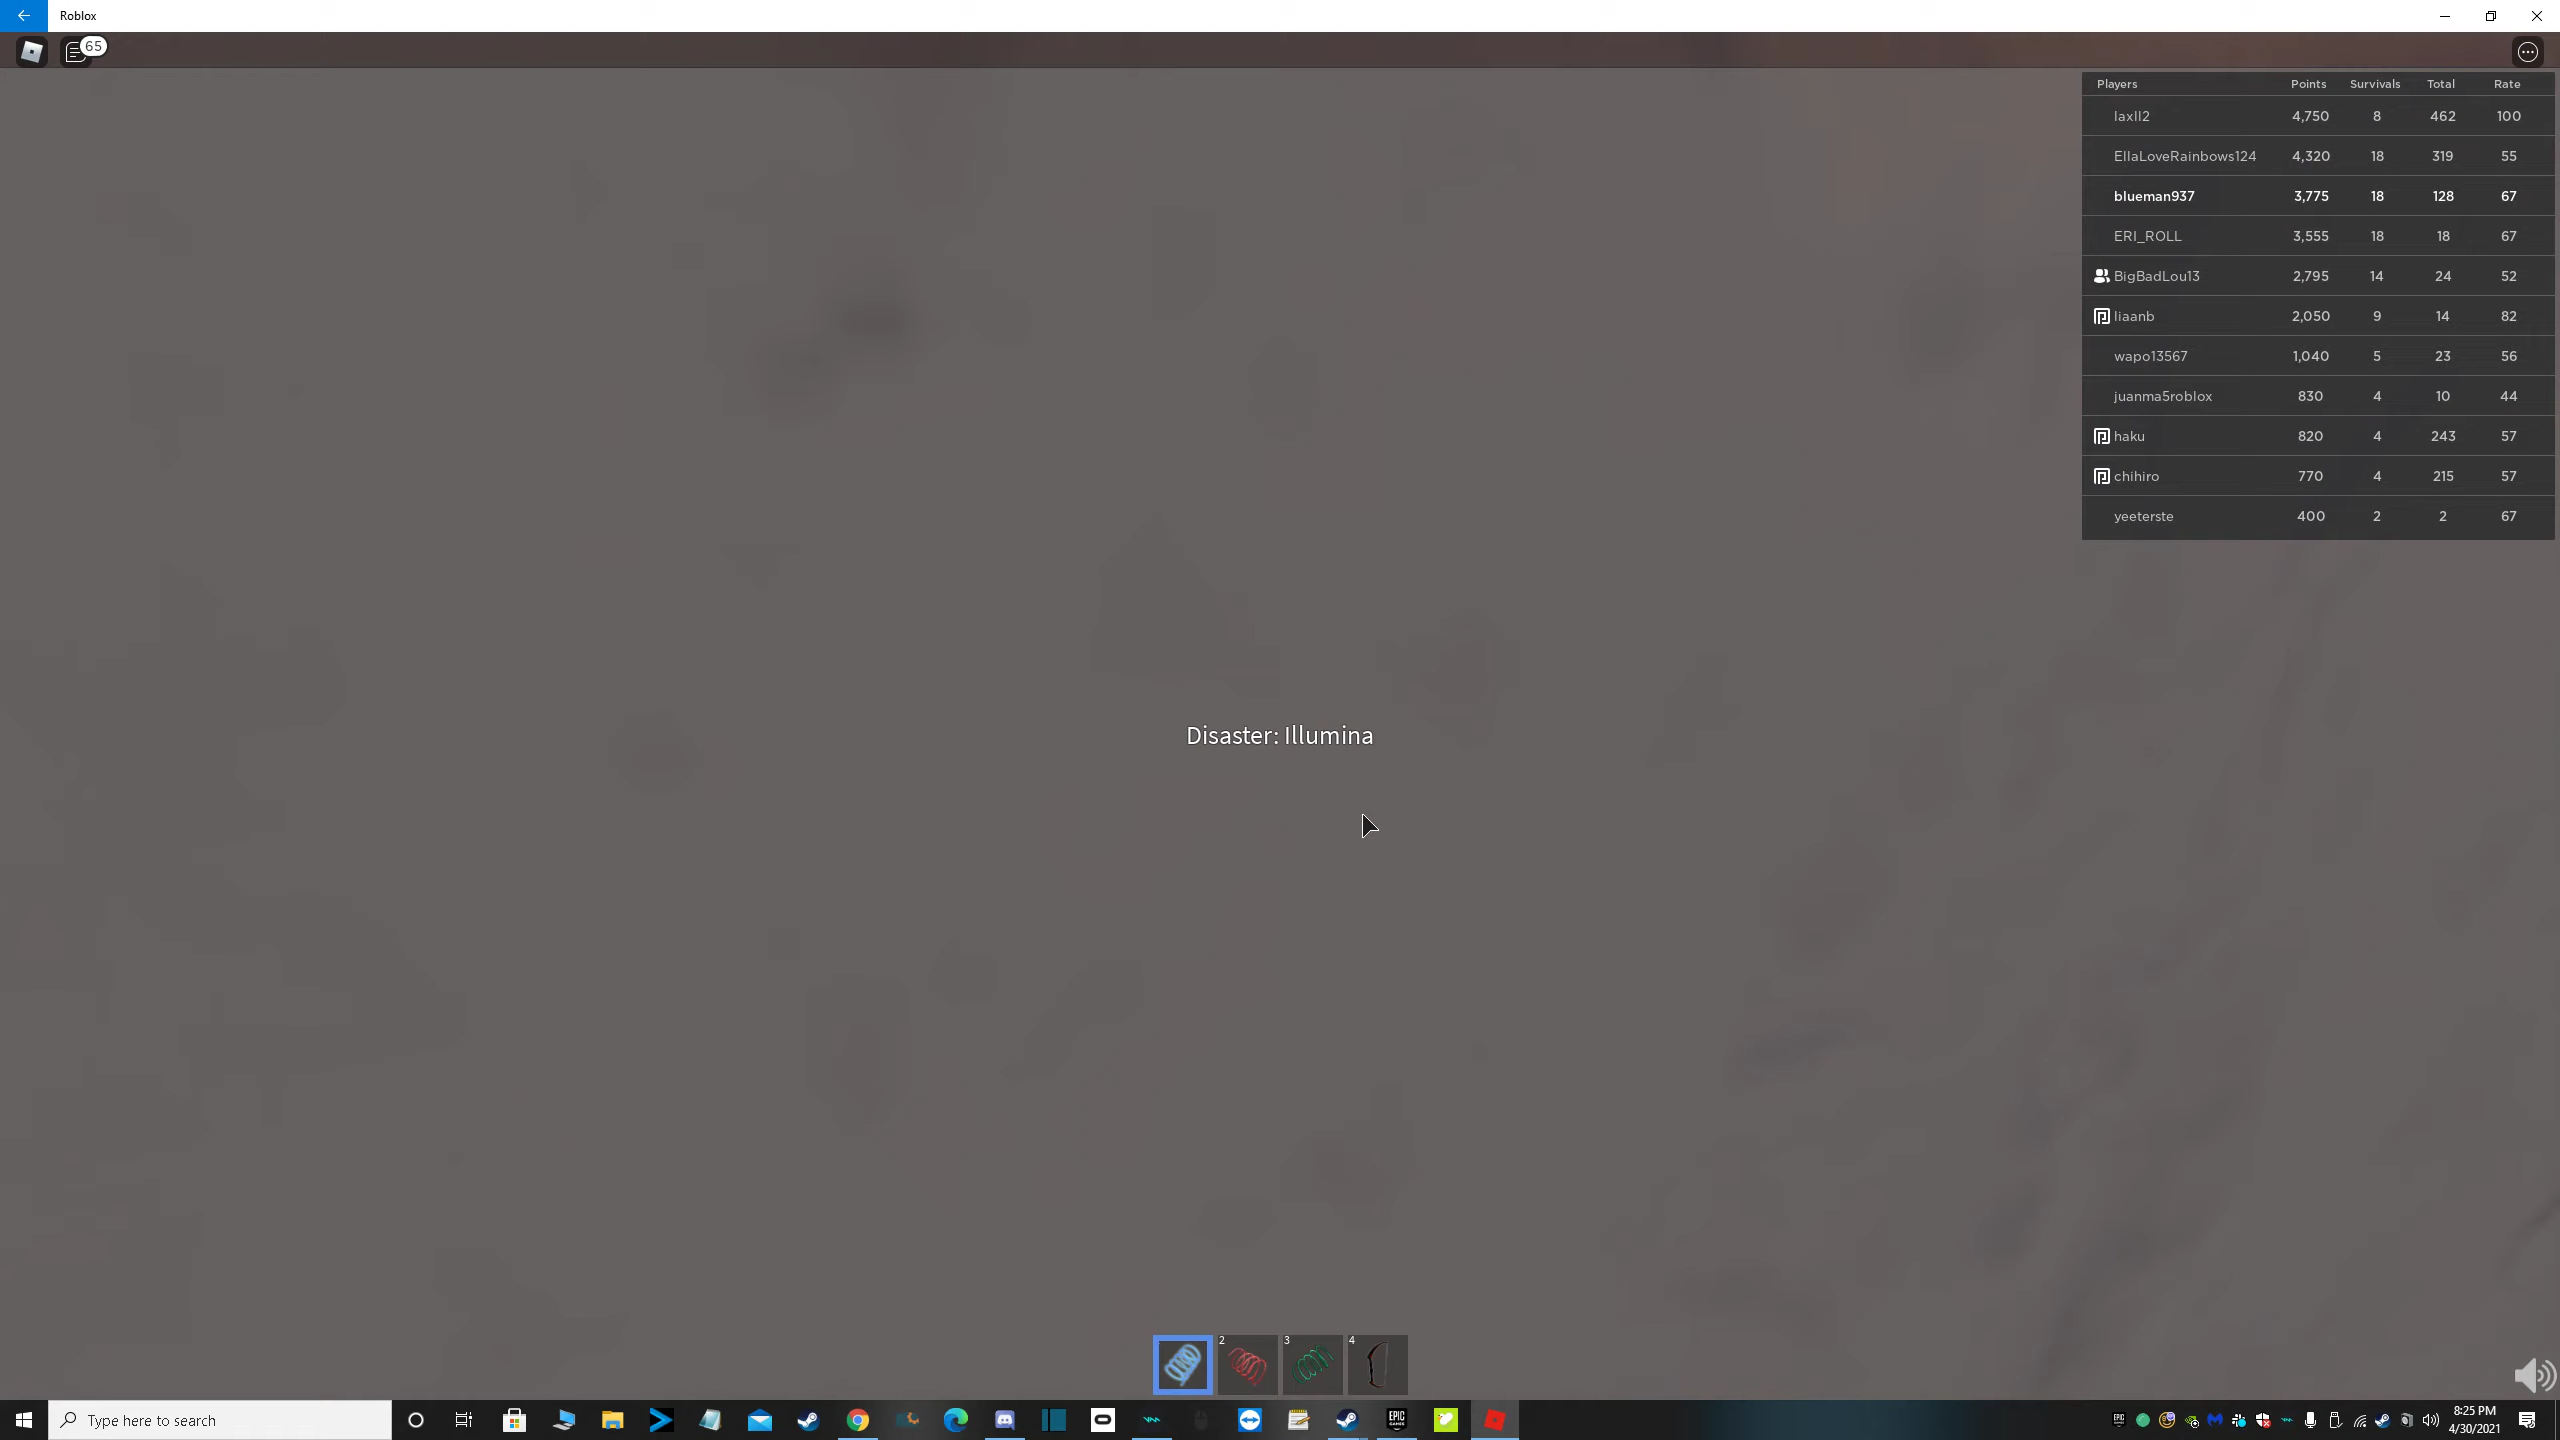 Roblox
65
Players Points Survivals Total Rate
laxll2 4,750 8 462 100
EllaLoveRainbows124 4,320 18 319 55
blueman937 3,775 18 128 67
ERI_ROLL 3,555 18 18 67
BigBadLou13 2,795 14 24 52
liaanb 2,050 9 14 82
wapo13567 1,040 5 23 56
juanma5roblox 830 4 10 44
haku 820 4 243 57
chihiro 770 4 215 57
yeeterste 400 2 2 67
Disaster: Illumina
2 3 4
Type here to search
EPIC GAMES
8:25 PM
4/30/2021